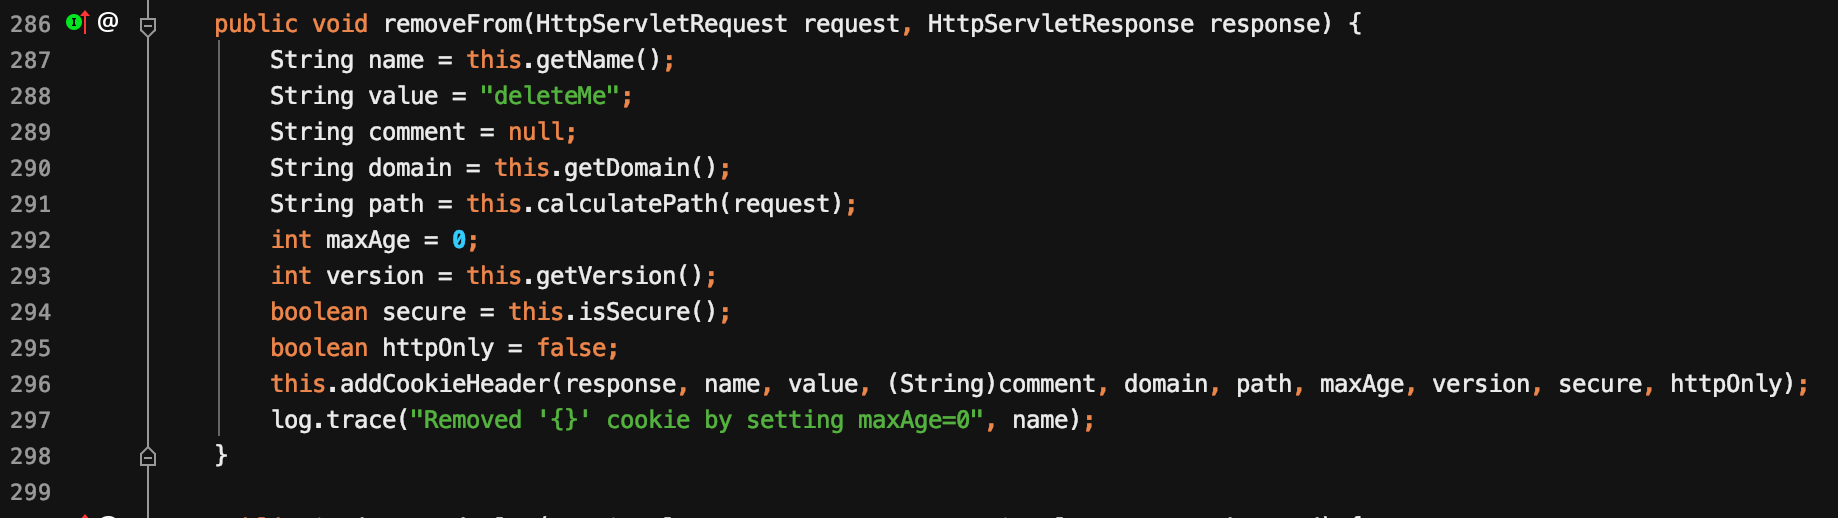 286 @ public void removeFrom(HttpServletRequest request, HttpServletResponse response) {
287 String name = this.getName();
288 String value = "deleteMe";
289 String comment = null;
290 String domain = this.getDomain();
291 String path = this.calculatePath(request);
292 int maxAge = 0;
293 int version = this.getVersion();
294 boolean secure = this.isSecure();
295 boolean httpOnly = false;
296 this.addCookieHeader(response, name, value, (String)comment, domain, path, maxAge, version, secure, httpOnly);
297 log.trace("Removed '{}' cookie by setting maxAge=0", name);
298 }
299